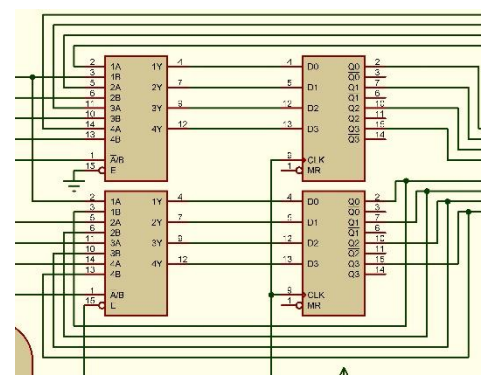 2 1A 1Y 4 4 D0 Q0 2
3 1B Q0 3
5 2A 2Y 7 5 D1 Q1 7
6 2B Q1 6
11 3A 3Y 9 12 D2 Q2 10
10 3B Q2 11
14 4A 4Y 12 13 D3 Q3 15
13 4B Q3 14
1 A/B 9 CLK
15 E 1 MR
2 1A 1Y 4 4 D0 Q0 2
3 1B Q0 3
5 2A 2Y 7 5 D1 Q1 7
6 2B Q1 6
11 3A 3Y 9 12 D2 Q2 10
10 3B Q2 11
14 4A 4Y 12 13 D3 Q3 15
13 4B Q3 14
1 A/B 9 CLK
15 E 1 MR